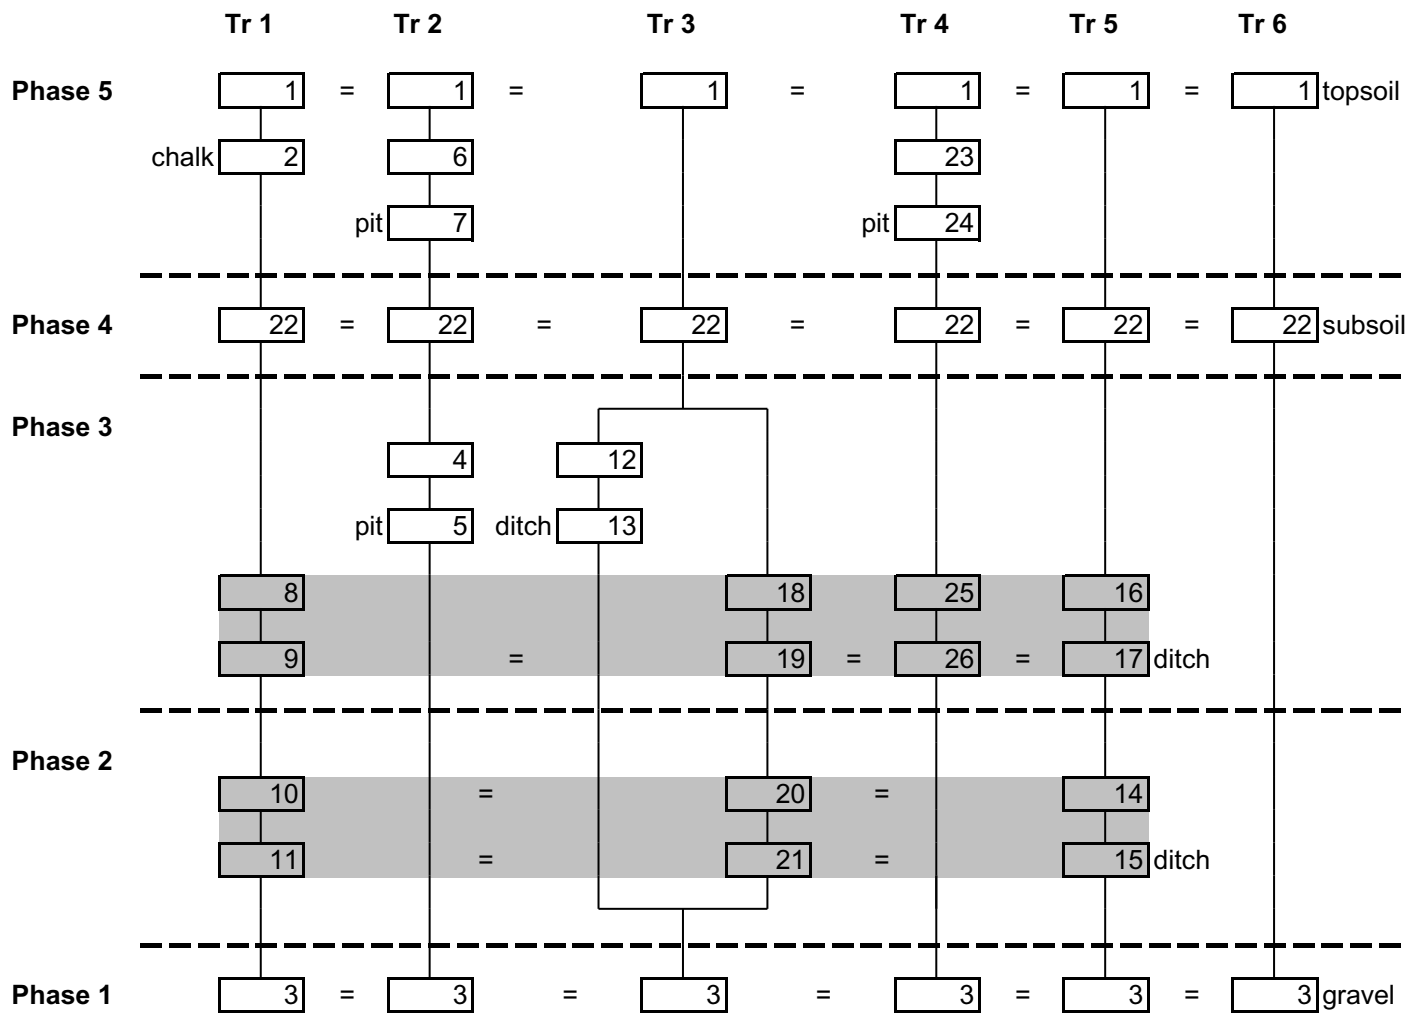 Tr 1 Tr 2 Tr 3 Tr 4 Tr 5 Tr 6
Phase 5 1 = 1 = 1 = 1 = 1 = 1 topsoil
chalk 2 6 23
pit 7 pit 24
Phase 4 22 = 22 = 22 = 22 = 22 = 22 subsoil
Phase 3
4 12
pit 5 ditch 13
8 18 25 16
9 = 19 = 26 = 17 ditch
Phase 2
10 = 20 = 14
11 = 21 = 15 ditch
Phase 1 3 = 3 = 3 = 3 = 3 = 3 gravel